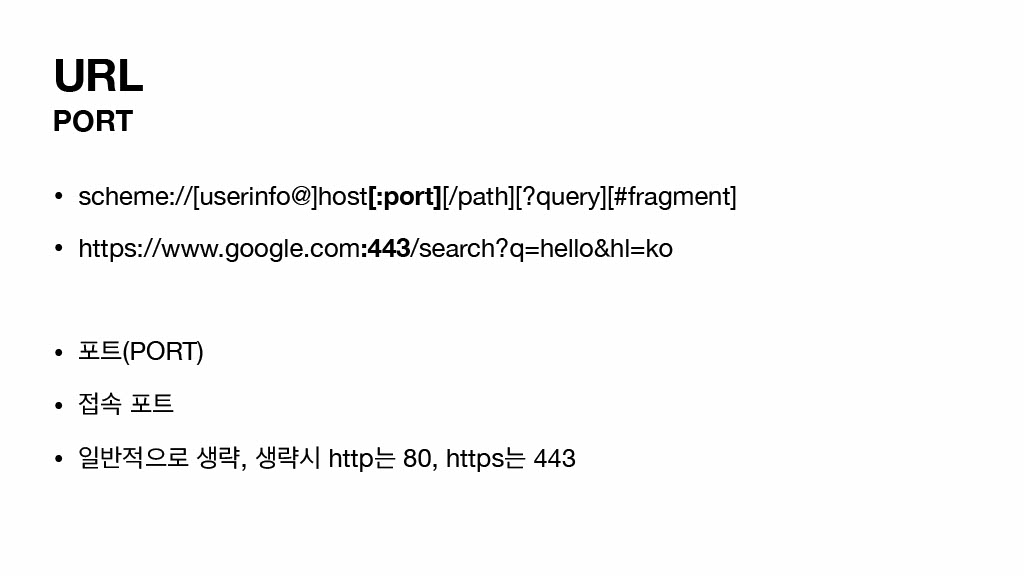 URL
PORT
• scheme://[userinfo@]host[:port][/path][?query][#fragment]
• https://www.google.com:443/search?q=hello&hl=ko
• 포트(PORT)
• 접속 포트
• 일반적으로 생략, 생략시 http는 80, https는 443